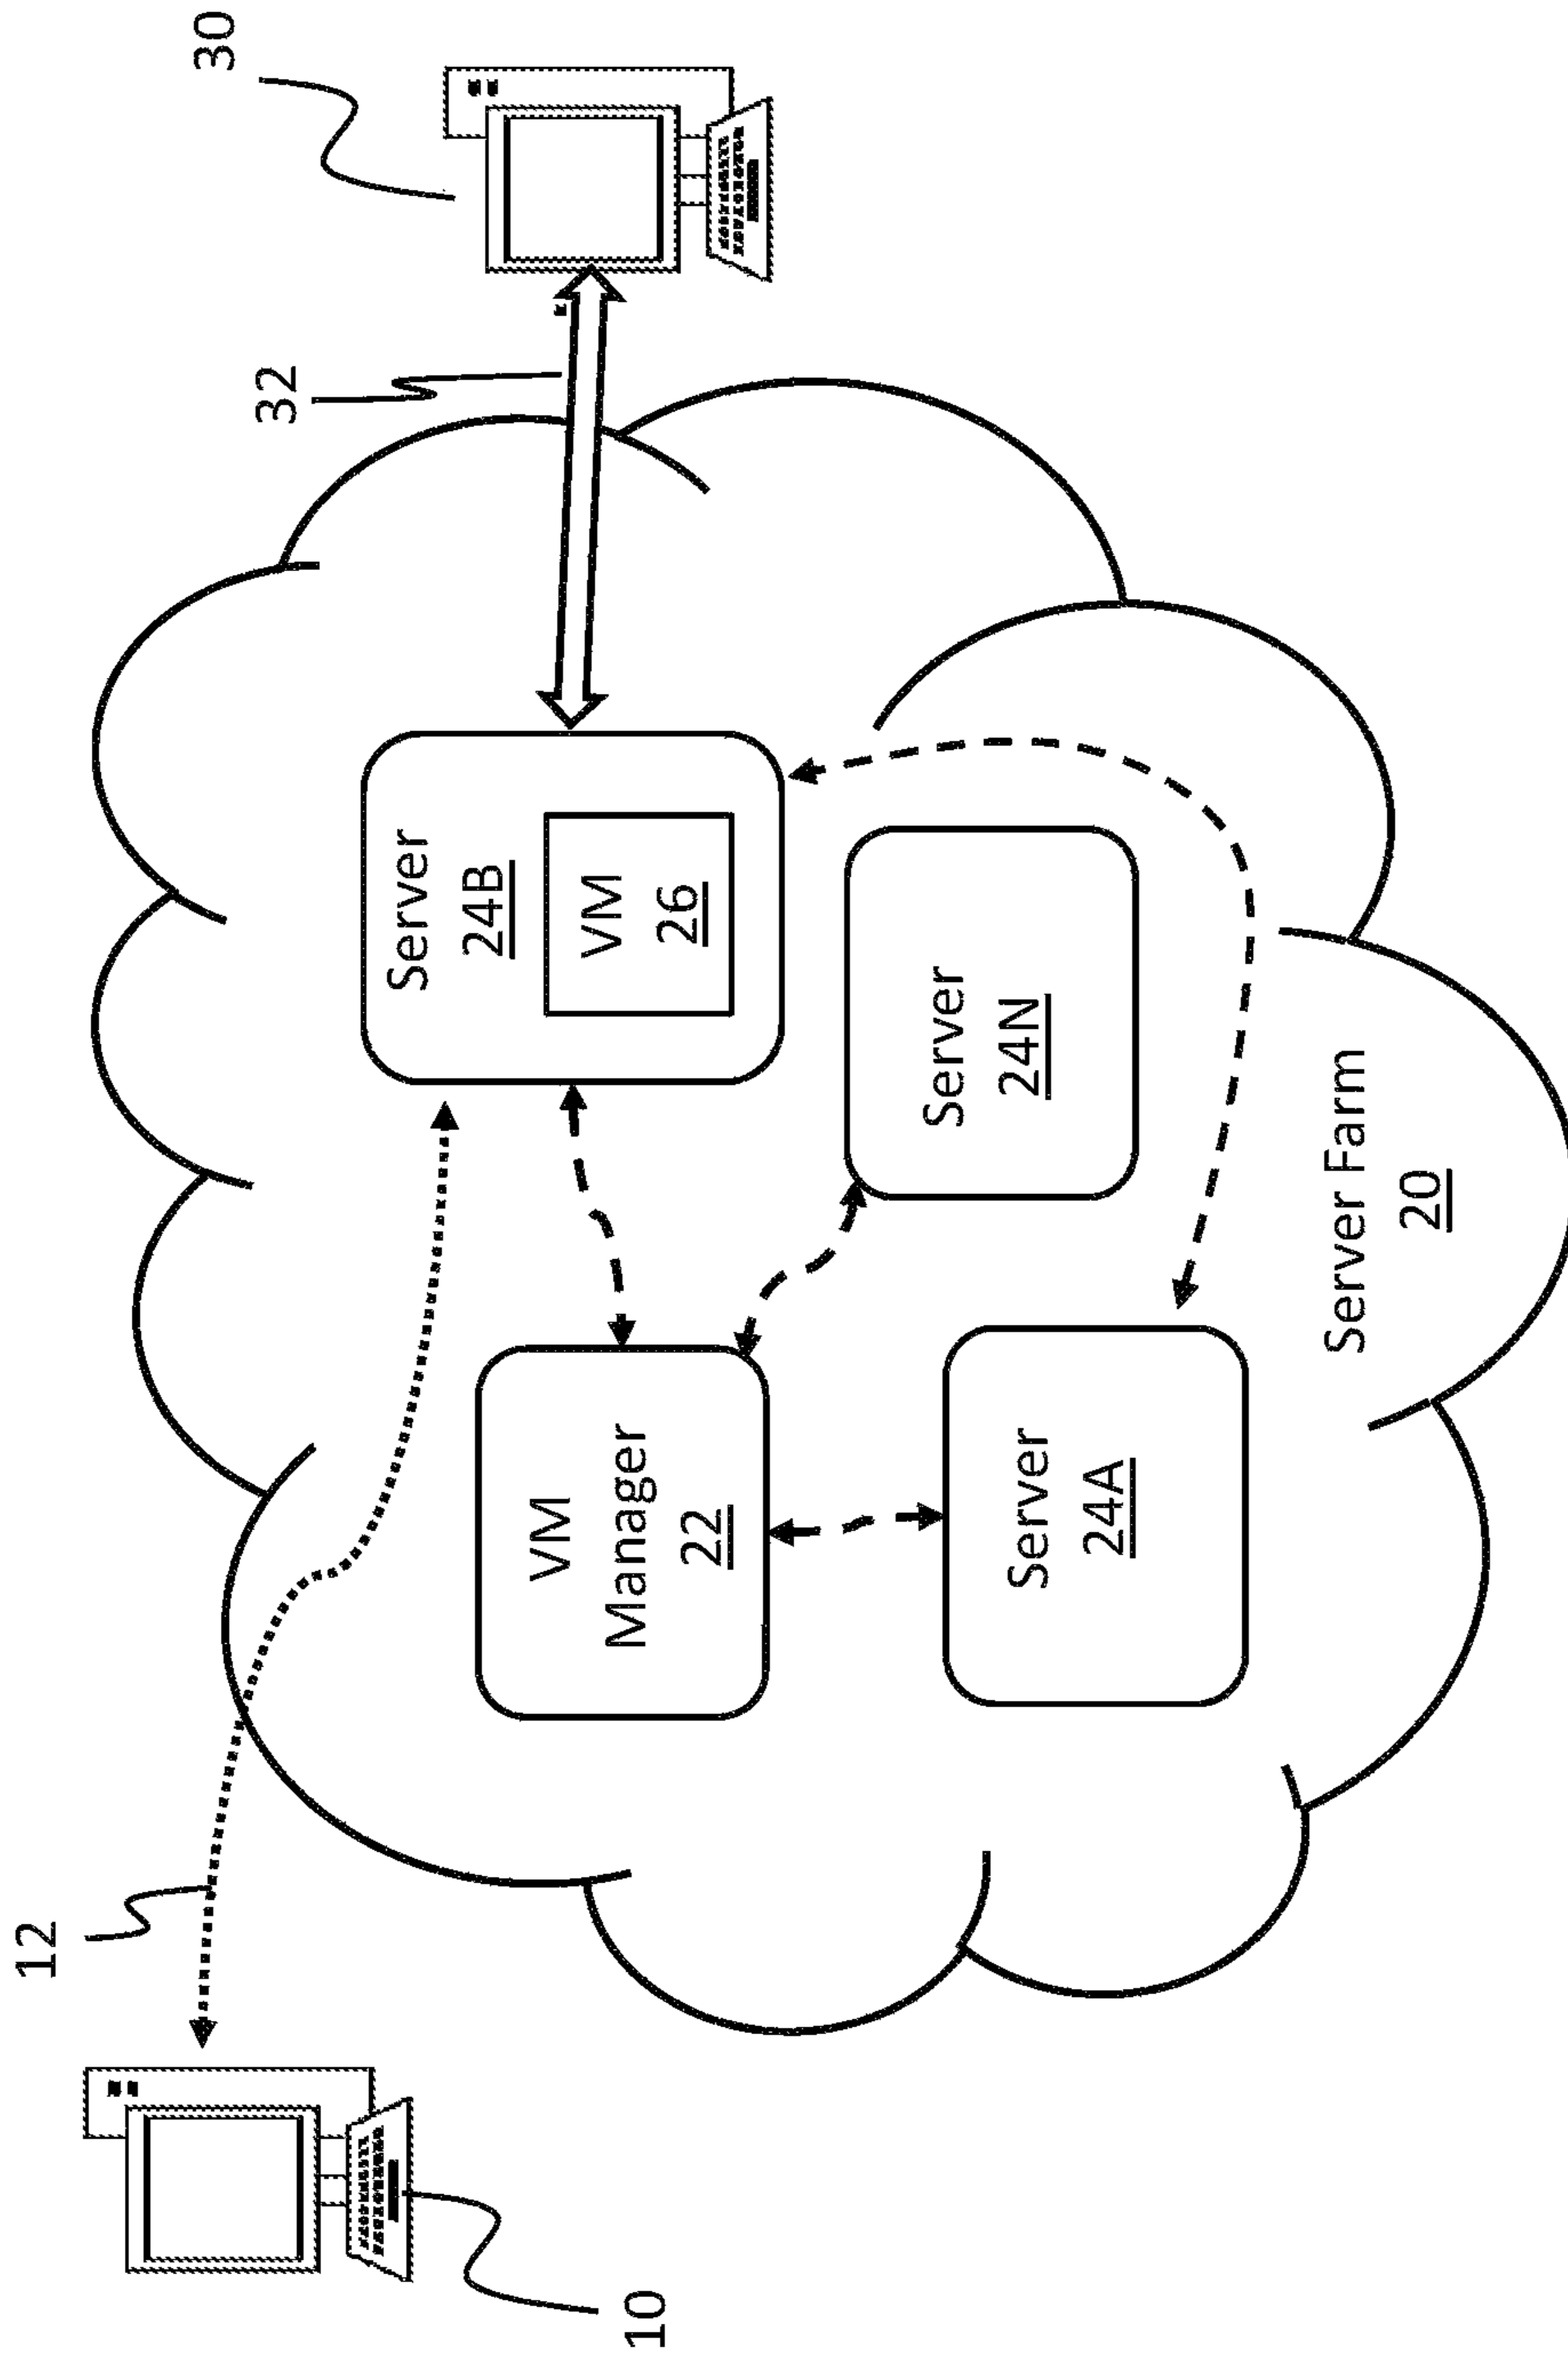 12
10
VM
Manager
22
Server
24A
Server
24B
VM
26
Server
24N
Server Farm
20
32
30